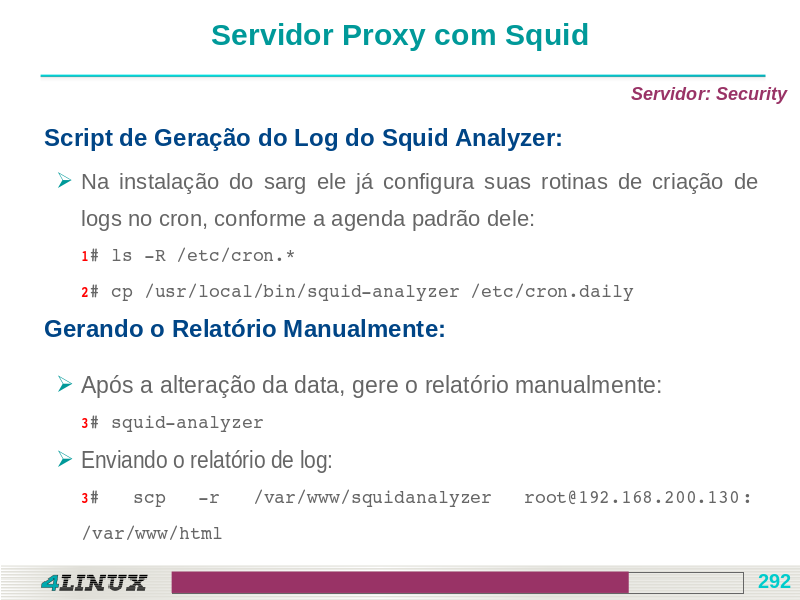 Servidor Proxy com Squid
Servidor: Security
Script de Geração do Log do Squid Analyzer:
Na instalação do sarg ele já configura suas rotinas de criação de
logs no cron, conforme a agenda padrão dele:
1# ls -R /etc/cron.*
2# cp /usr/local/bin/squid-analyzer /etc/cron.daily
Gerando o Relatório Manualmente:
Após a alteração da data, gere o relatório manualmente:
3# squid-analyzer
Enviando o relatório de log:
3# scp -r /var/www/squidanalyzer root@192.168.200.130:
/var/www/html
4LINUX
292